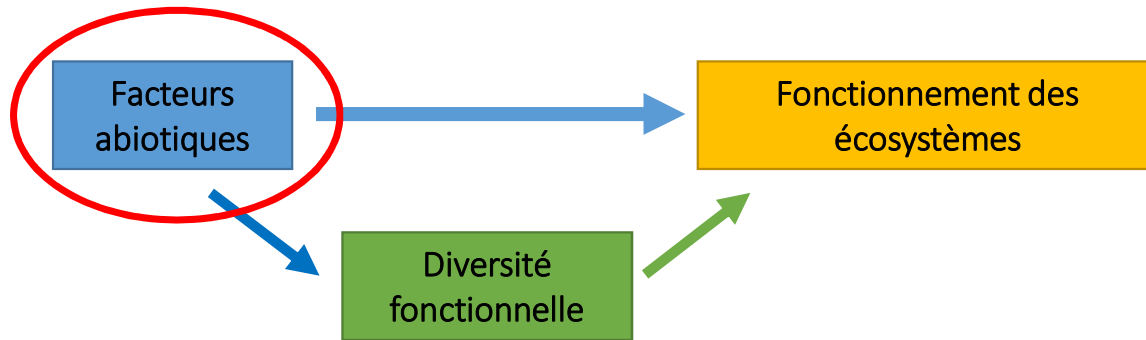 Facteurs
abiotiques
Fonctionnement des
écosystèmes
Diversité
fonctionnelle